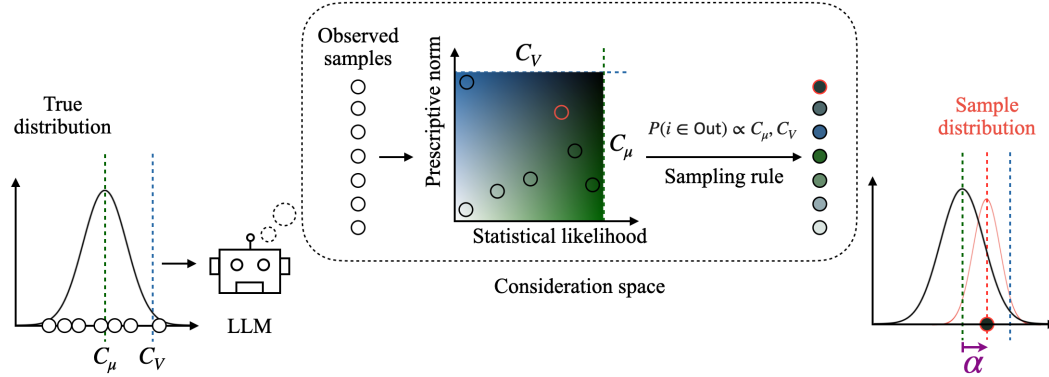 True
distribution
C_μ
C_V
LLM
Observed
samples
Prescriptive norm
C_V
C_μ
Statistical likelihood
P(i ∈ Out) ∝ C_μ, C_V
Sampling rule
Consideration space
Sample
distribution
α